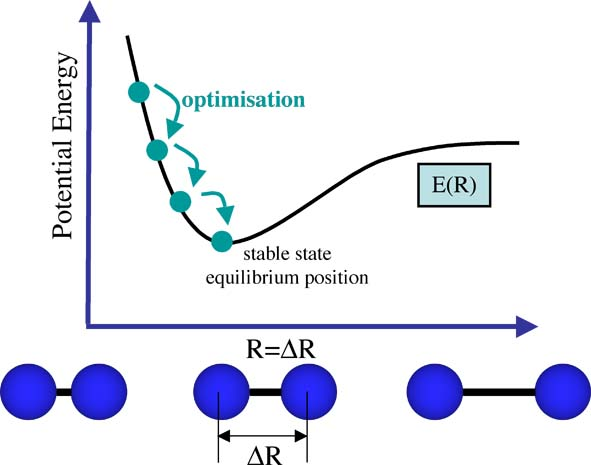 Potential Energy
optimisation
E(R)
stable state
equilibrium position
R=ΔR
ΔR